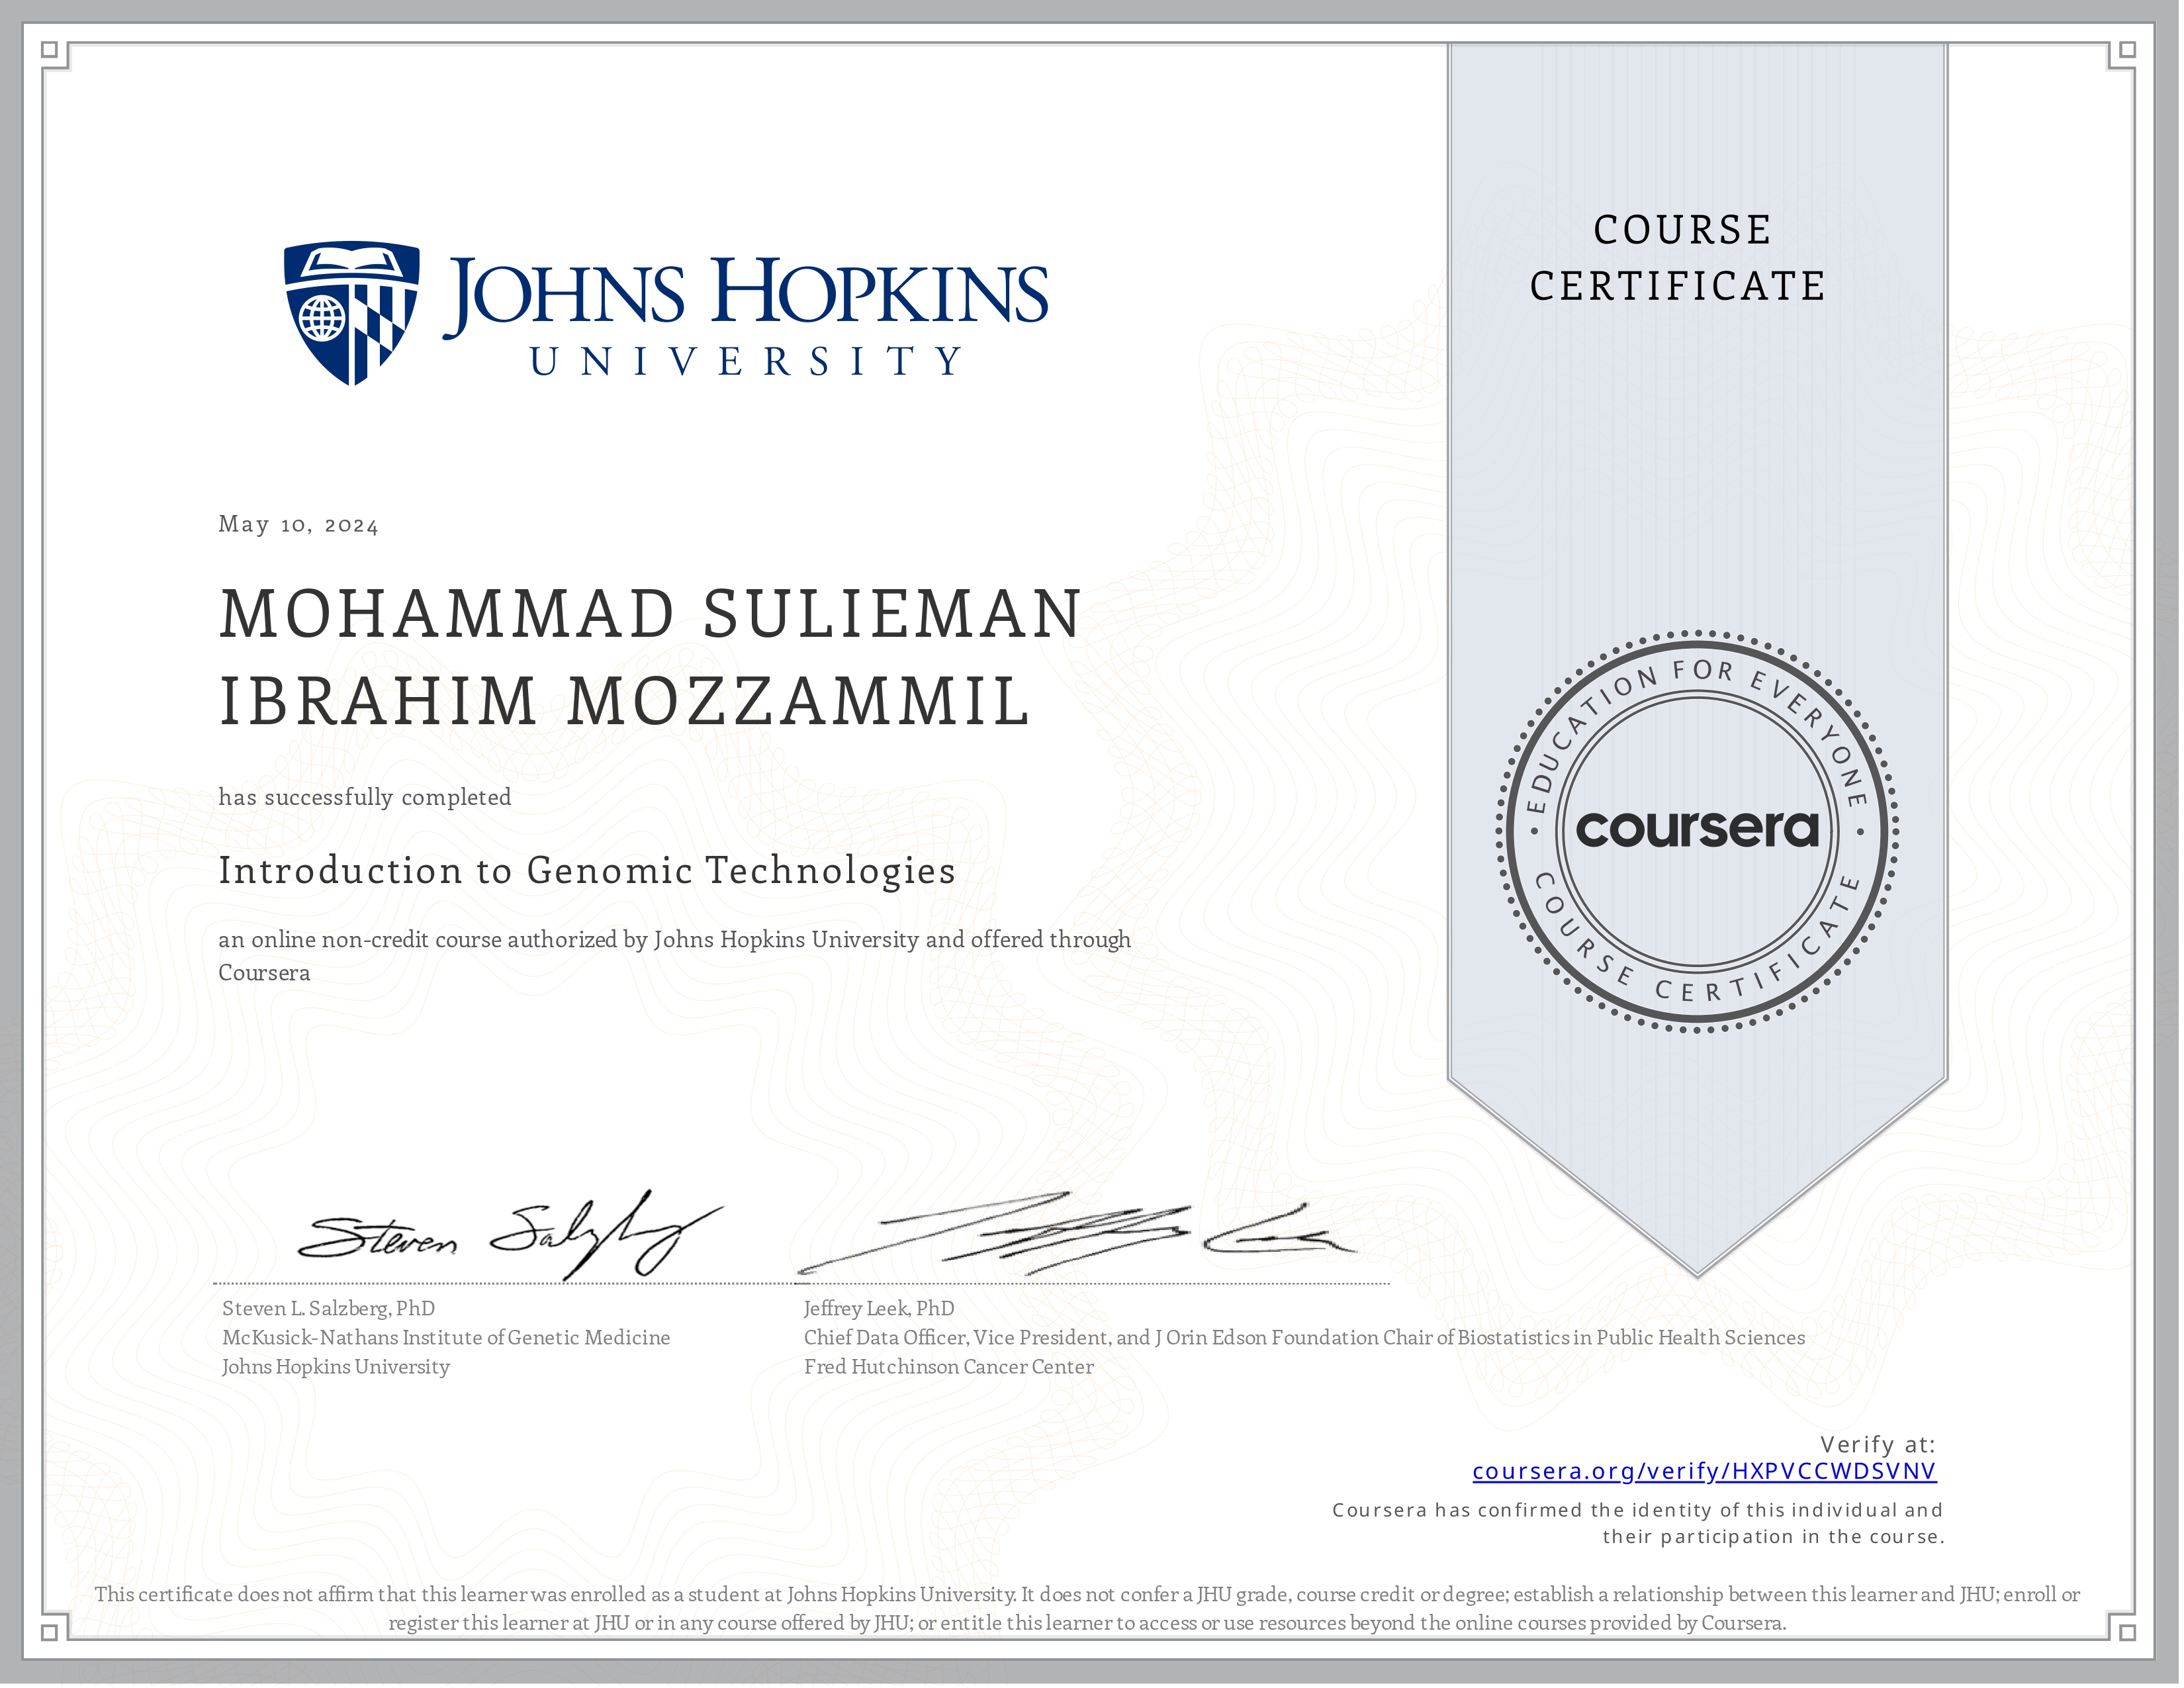 JOHNS HOPKINS
UNIVERSITY
COURSE
CERTIFICATE
May 10, 2024
MOHAMMAD SULIEMAN
IBRAHIM MOZZAMMIL
has successfully completed
Introduction to Genomic Technologies
an online non-credit course authorized by Johns Hopkins University and offered through
Coursera
EDUCATION FOR EVERYONE
coursera
COURSE CERTIFICATE
Steven Salzberg
Steven L. Salzberg, PhD
McKusick-Nathans Institute of Genetic Medicine
Johns Hopkins University
Jeffrey Leek, PhD
Chief Data Officer, Vice President, and J Orin Edson Foundation Chair of Biostatistics in Public Health Sciences
Fred Hutchinson Cancer Center
Verify at:
coursera.org/verify/HXPVCCWDSVNV
Coursera has confirmed the identity of this individual and
their participation in the course.
This certificate does not affirm that this learner was enrolled as a student at Johns Hopkins University. It does not confer a JHU grade, course credit or degree; establish a relationship between this learner and JHU; enroll or
register this learner at JHU or in any course offered by JHU; or entitle this learner to access or use resources beyond the online courses provided by Coursera.